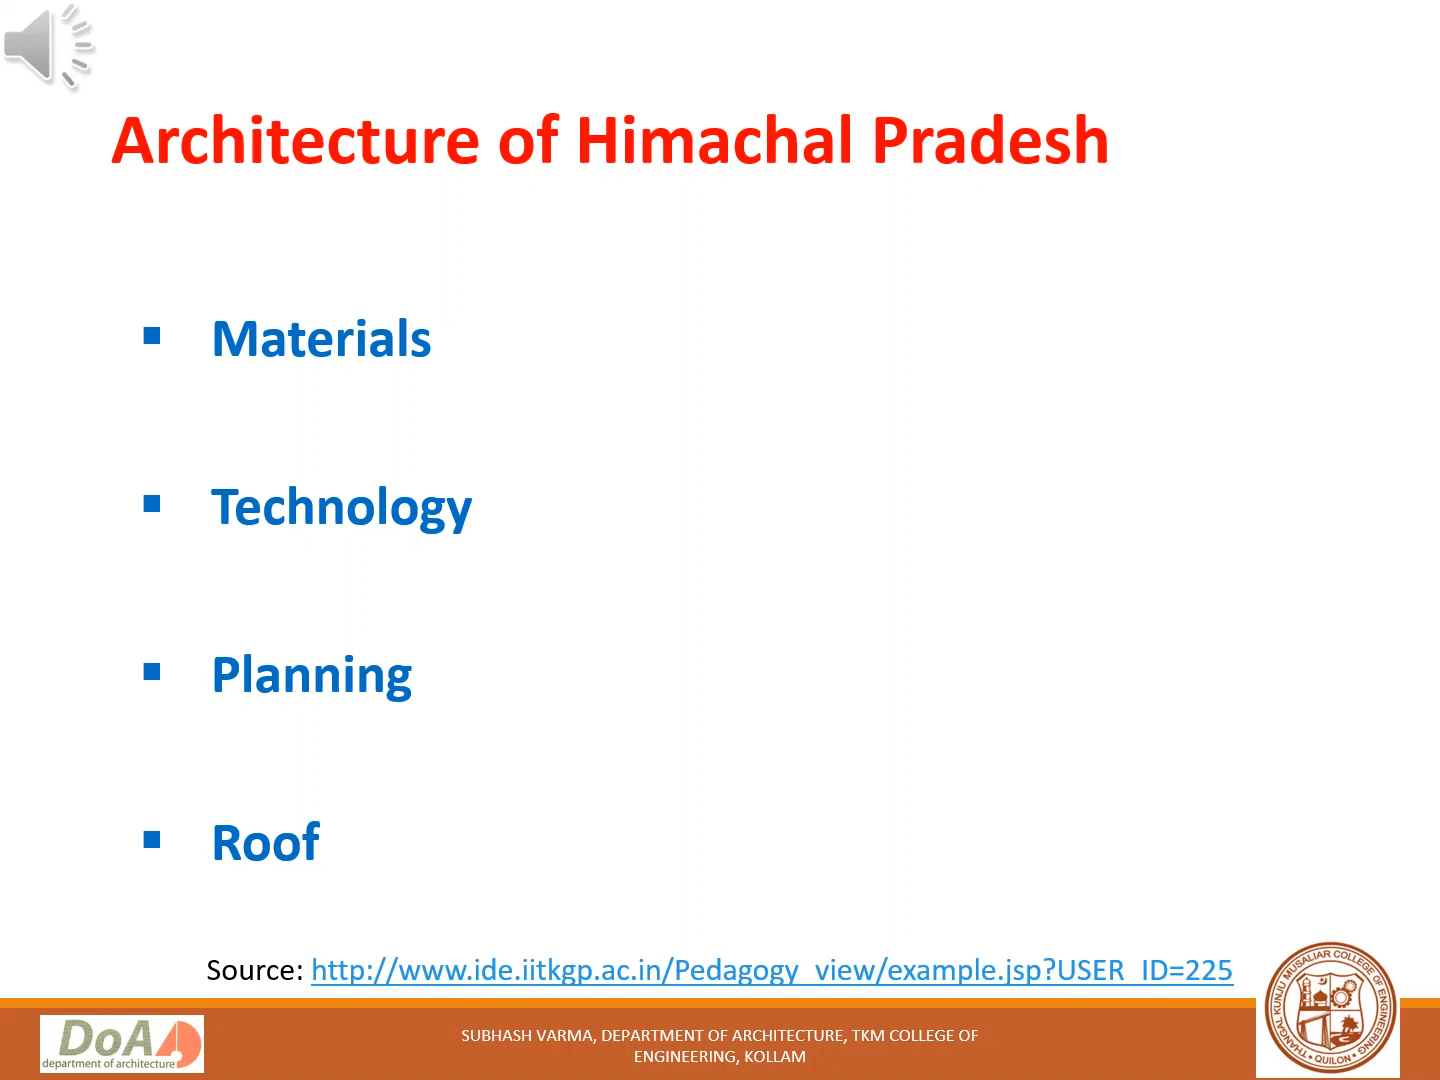 Architecture of Himachal Pradesh
▪ Materials
▪ Technology
▪ Planning
▪ Roof
Source: http://www.ide.iitkgp.ac.in/Pedagogy_view/example.jsp?USER_ID=225
DoA
department of architecture
SUBHASH VARMA, DEPARTMENT OF ARCHITECTURE, TKM COLLEGE OF
ENGINEERING, KOLLAM
THANGAL KUNJU MUSALIAR COLLEGE OF ENGINEERING
• QUILON •